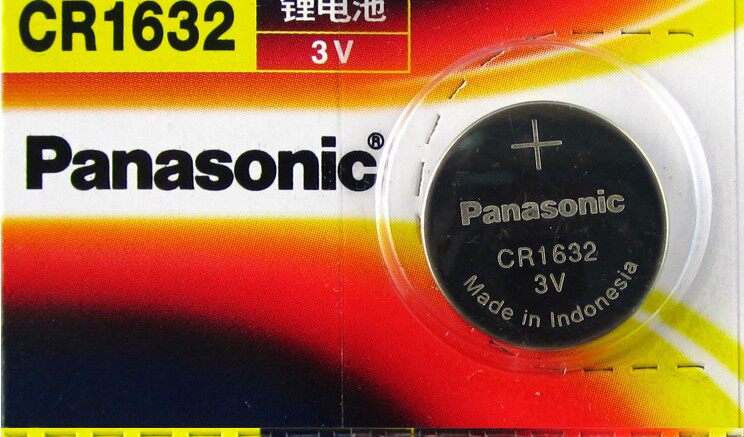 CR1632
锂电池
3V
Panasonic®
+
Panasonic
CR1632
3V
Made in Indonesia